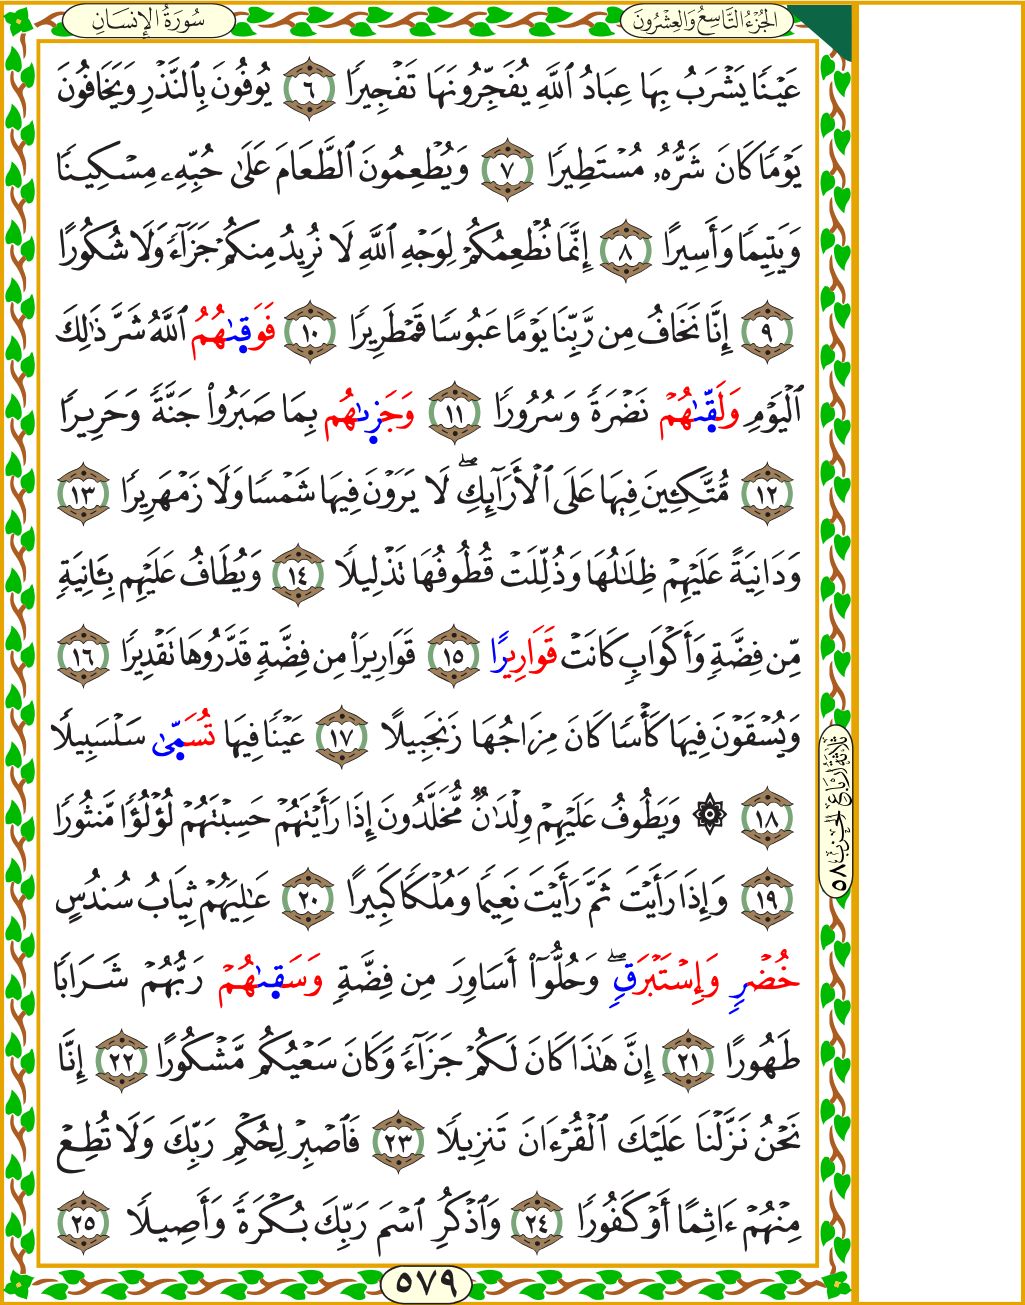 سُورَةُ الإِنسَانِ
الجُزْءُ التَّاسِعُ وَالعِشْرُونَ
عَيْنًا يَشْرَبُ بِهَا عِبَادُ ٱللَّهِ يُفَجِّرُونَهَا تَفْجِيرًا ٦ يُوفُونَ بِٱلنَّذْرِ وَيَخَافُونَ
يَوْمًا كَانَ شَرُّهُۥ مُسْتَطِيرًا ٧ وَيُطْعِمُونَ ٱلطَّعَامَ عَلَىٰ حُبِّهِۦ مِسْكِينًا
وَيَتِيمًا وَأَسِيرًا ٨ إِنَّمَا نُطْعِمُكُمْ لِوَجْهِ ٱللَّهِ لَا نُرِيدُ مِنكُمْ جَزَآءً وَلَا شُكُورًا
٩ إِنَّا نَخَافُ مِن رَّبِّنَا يَوْمًا عَبُوسًا قَمْطَرِيرًا ١٠ فَوَقِىٰهُمُ ٱللَّهُ شَرَّ ذَٰلِكَ
ٱلْيَوْمِ وَلَقِّىٰهُمْ نَضْرَةً وَسُرُورًا ١١ وَجَزِىٰهُم بِمَا صَبَرُوا۟ جَنَّةً وَحَرِيرًا
١٢ مُّتَّكِـِٔينَ فِيهَا عَلَى ٱلْأَرَآئِكِ ۖ لَا يَرَوْنَ فِيهَا شَمْسًا وَلَا زَمْهَرِيرًا ١٣
وَدَانِيَةً عَلَيْهِمْ ظِلَـٰلُهَا وَذُلِّلَتْ قُطُوفُهَا تَذْلِيلًا ١٤ وَيُطَافُ عَلَيْهِم بِـَٔانِيَةٍ
مِّن فِضَّةٍ وَأَكْوَابٍ كَانَتْ قَوَارِيرًا ١٥ قَوَارِيرَا۟ مِن فِضَّةٍ قَدَّرُوهَا تَقْدِيرًا ١٦
وَيُسْقَوْنَ فِيهَا كَأْسًا كَانَ مِزَاجُهَا زَنجَبِيلًا ١٧ عَيْنًا فِيهَا تُسَمِّىٰ سَلْسَبِيلًا
١٨ ۞ وَيَطُوفُ عَلَيْهِمْ وِلْدَٰنٌ مُّخَلَّدُونَ إِذَا رَأَيْتَهُمْ حَسِبْتَهُمْ لُؤْلُؤًا مَّنثُورًا
١٩ وَإِذَا رَأَيْتَ ثَمَّ رَأَيْتَ نَعِيمًا وَمُلْكًا كَبِيرًا ٢٠ عَـٰلِيَهُمْ ثِيَابُ سُندُسٍ
خُضْرٍ وَإِسْتَبْرَقٍ ۖ وَحُلُّوٓا۟ أَسَاوِرَ مِن فِضَّةٍ وَسَقِىٰهُمْ رَبُّهُمْ شَرَابًا
طَهُورًا ٢١ إِنَّ هَـٰذَا كَانَ لَكُمْ جَزَآءً وَكَانَ سَعْيُكُم مَّشْكُورًا ٢٢ إِنَّا
نَحْنُ نَزَّلْنَا عَلَيْكَ ٱلْقُرْءَانَ تَنزِيلًا ٢٣ فَٱصْبِرْ لِحُكْمِ رَبِّكَ وَلَا تُطِعْ
مِنْهُمْ ءَاثِمًا أَوْ كَفُورًا ٢٤ وَٱذْكُرِ ٱسْمَ رَبِّكَ بُكْرَةً وَأَصِيلًا ٢٥
ثَلاثَةُ أَرْبَاعِ الحِزْبِ ٥٨
٥٧٩